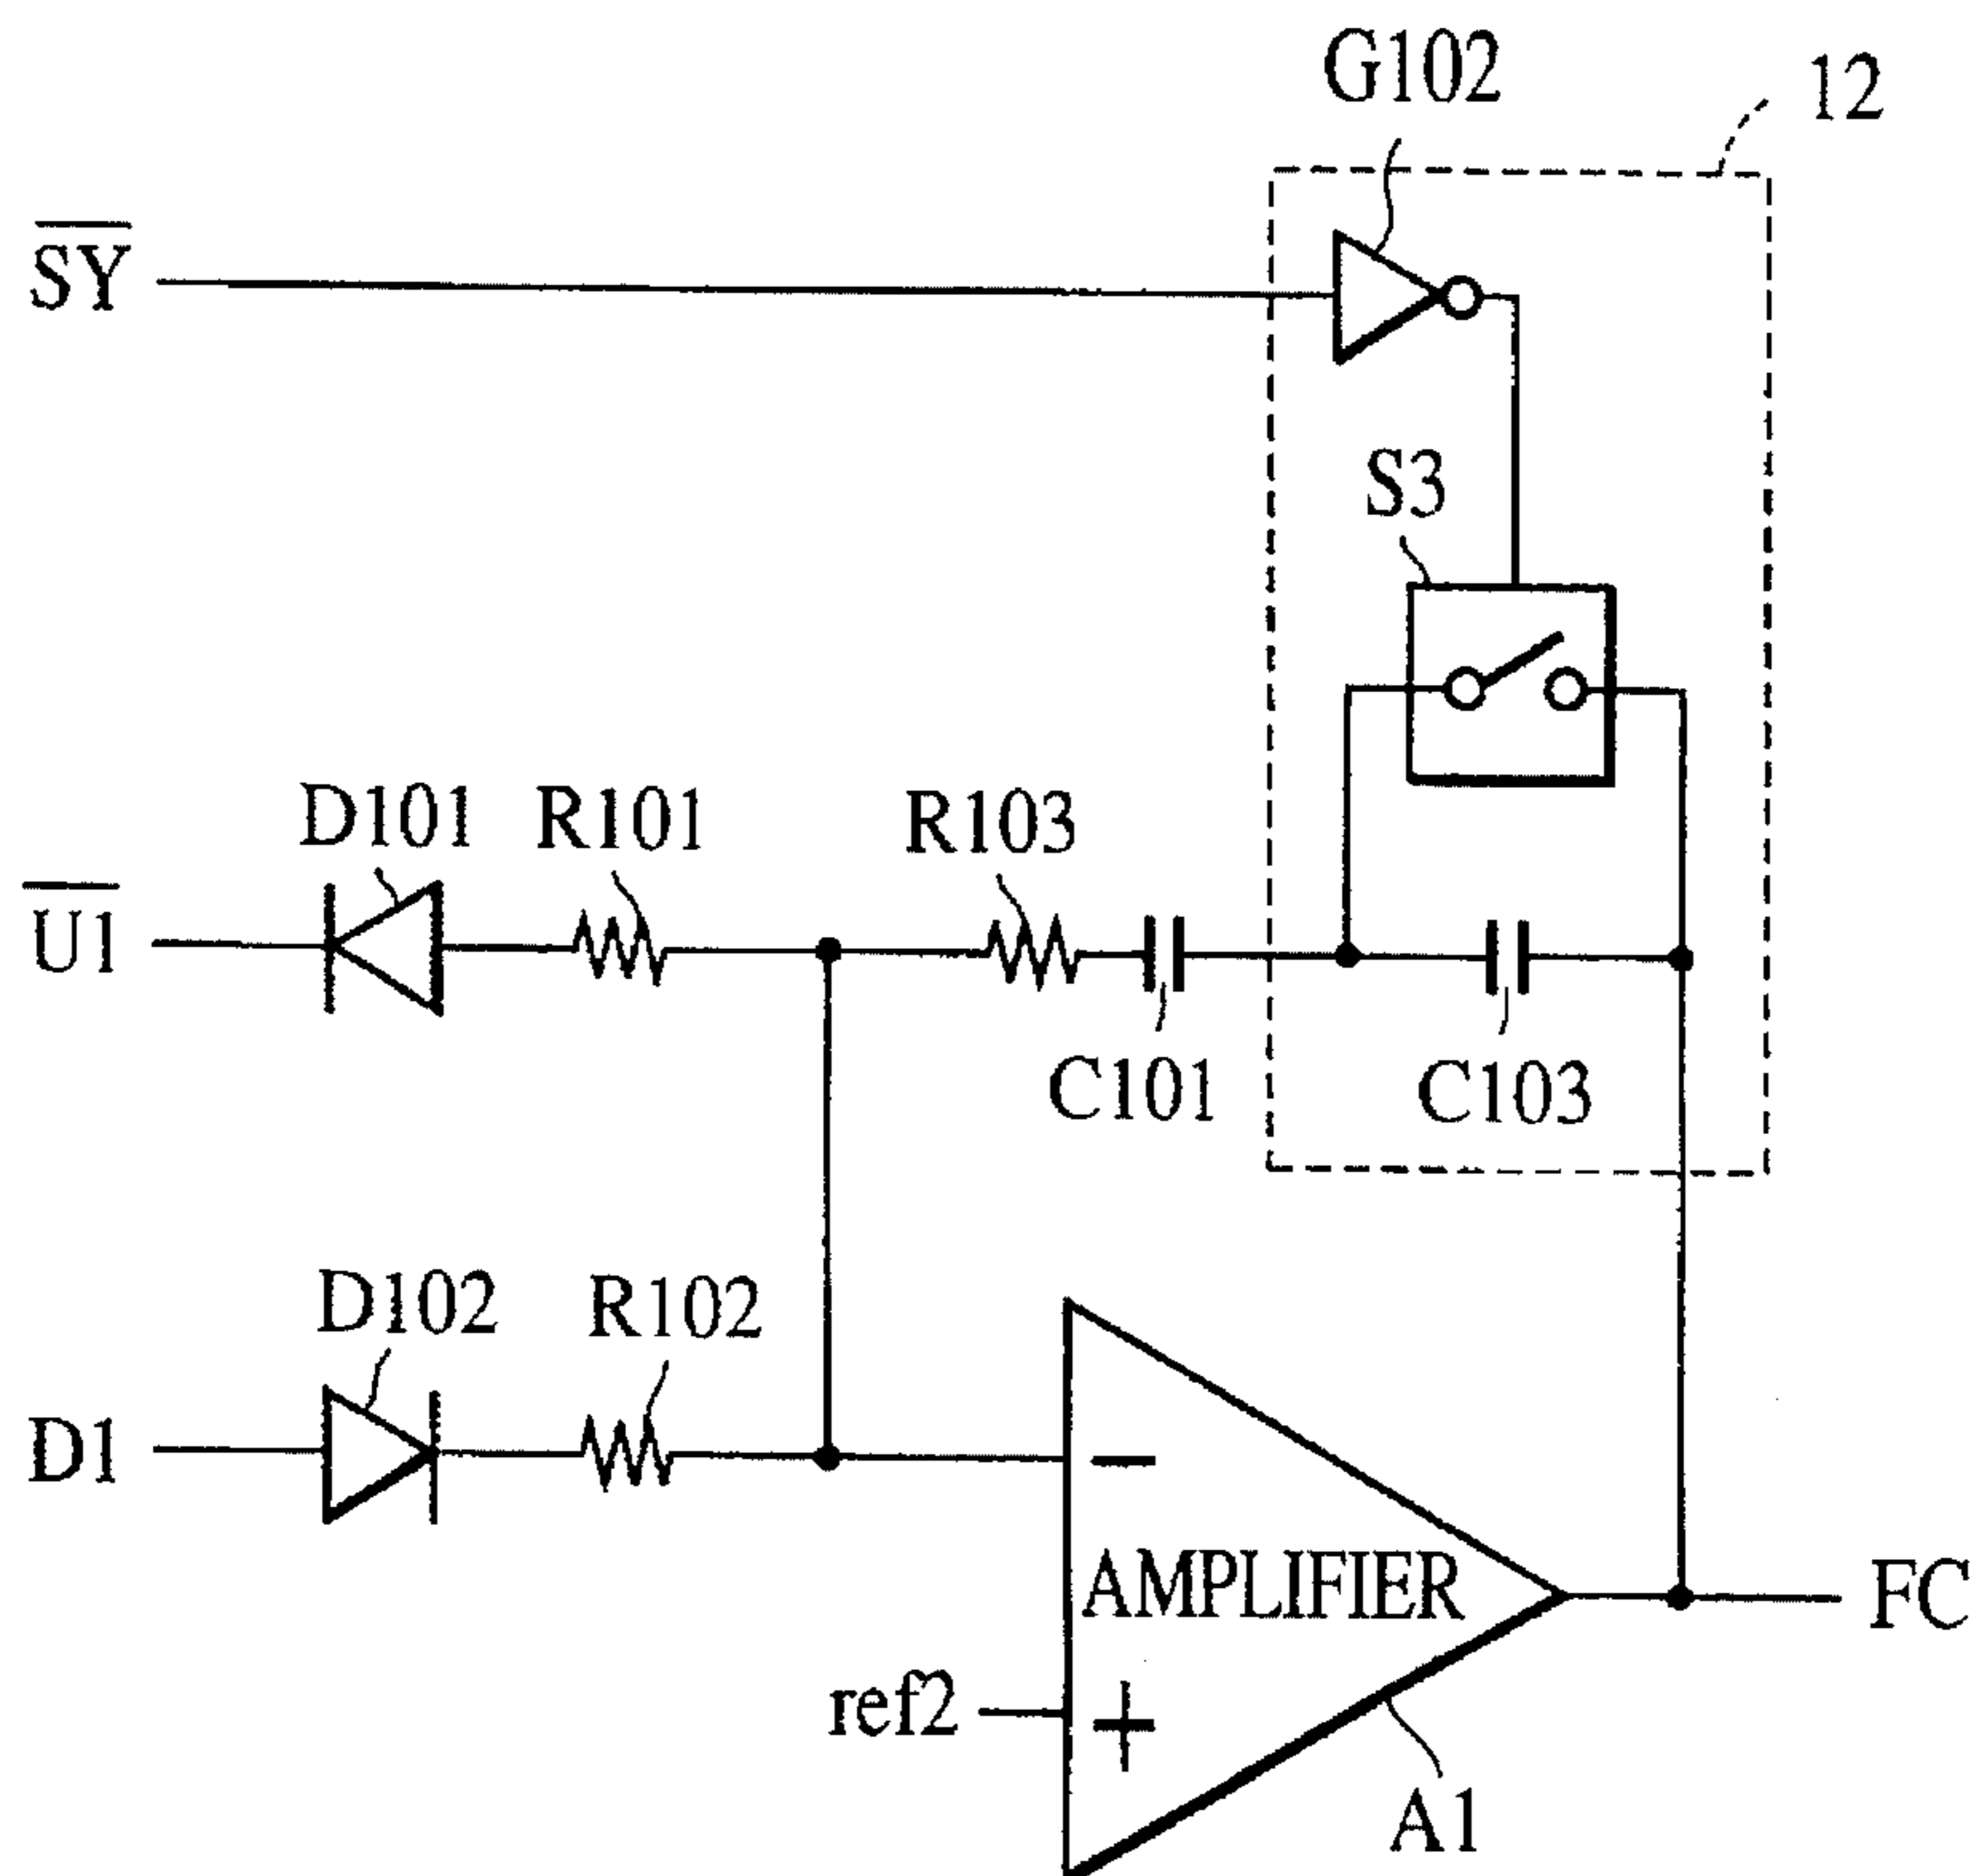 G102
12
SY
S3
D101
R101
R103
U1
C101
C103
D102
R102
D1
AMPLIFIER
FC
ref2
A1